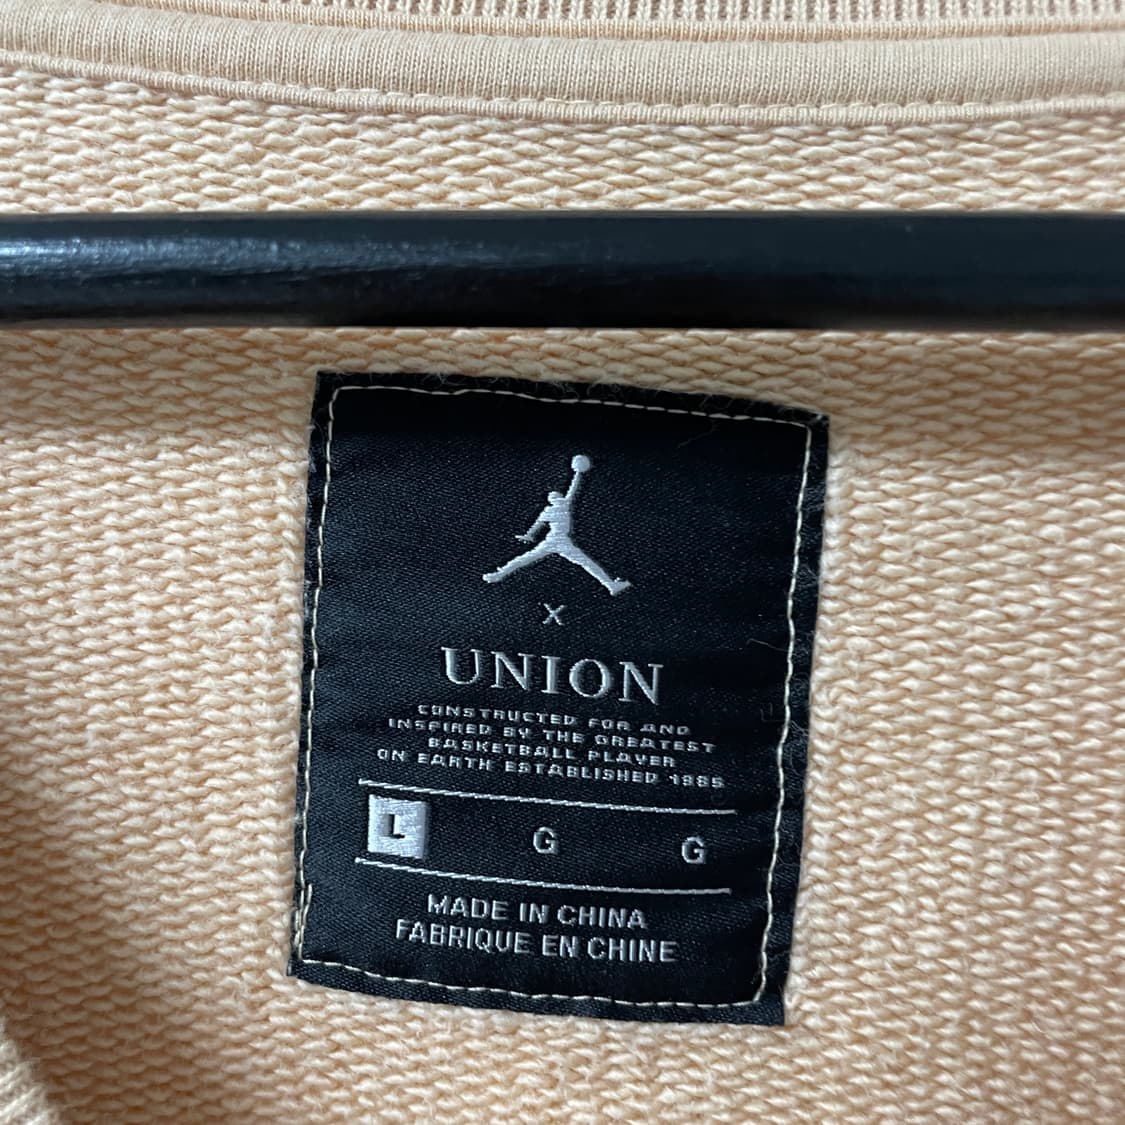 X
UNION
CONSTRUCTED FOR AND
INSPIRED BY THE GREATEST
BASKETBALL PLAYER
ON EARTH ESTABLISHED 1985
L G G
MADE IN CHINA
FABRIQUE EN CHINE